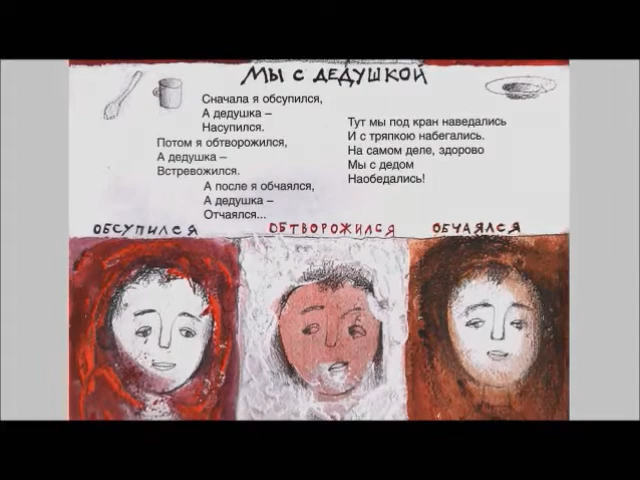 Мы с дедушкой
Сначала я обсупился,
А дедушка –
Насупился.
Потом я обтворожился,
А дедушка –
Встревожился.
А после я обчаялся,
А дедушка –
Отчаялся...
Тут мы под кран наведались
И с тряпкою набегались.
На самом деле, здорово
Мы с дедом
Наобедались!
ОБСУПИЛСЯ
ОБТВОРОЖИЛСЯ
ОБЧАЯЛСЯ